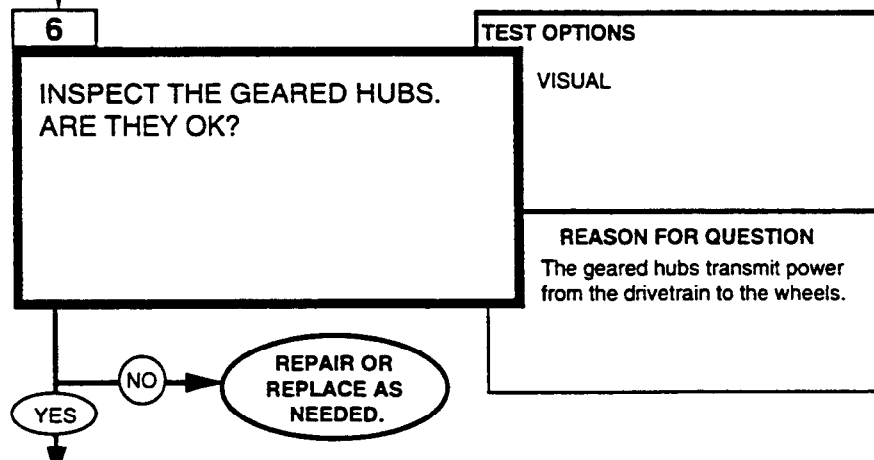 6
INSPECT THE GEARED HUBS.
ARE THEY OK?
TEST OPTIONS
VISUAL
REASON FOR QUESTION
The geared hubs transmit power
from the drivetrain to the wheels.
NO
REPAIR OR
REPLACE AS
NEEDED.
YES